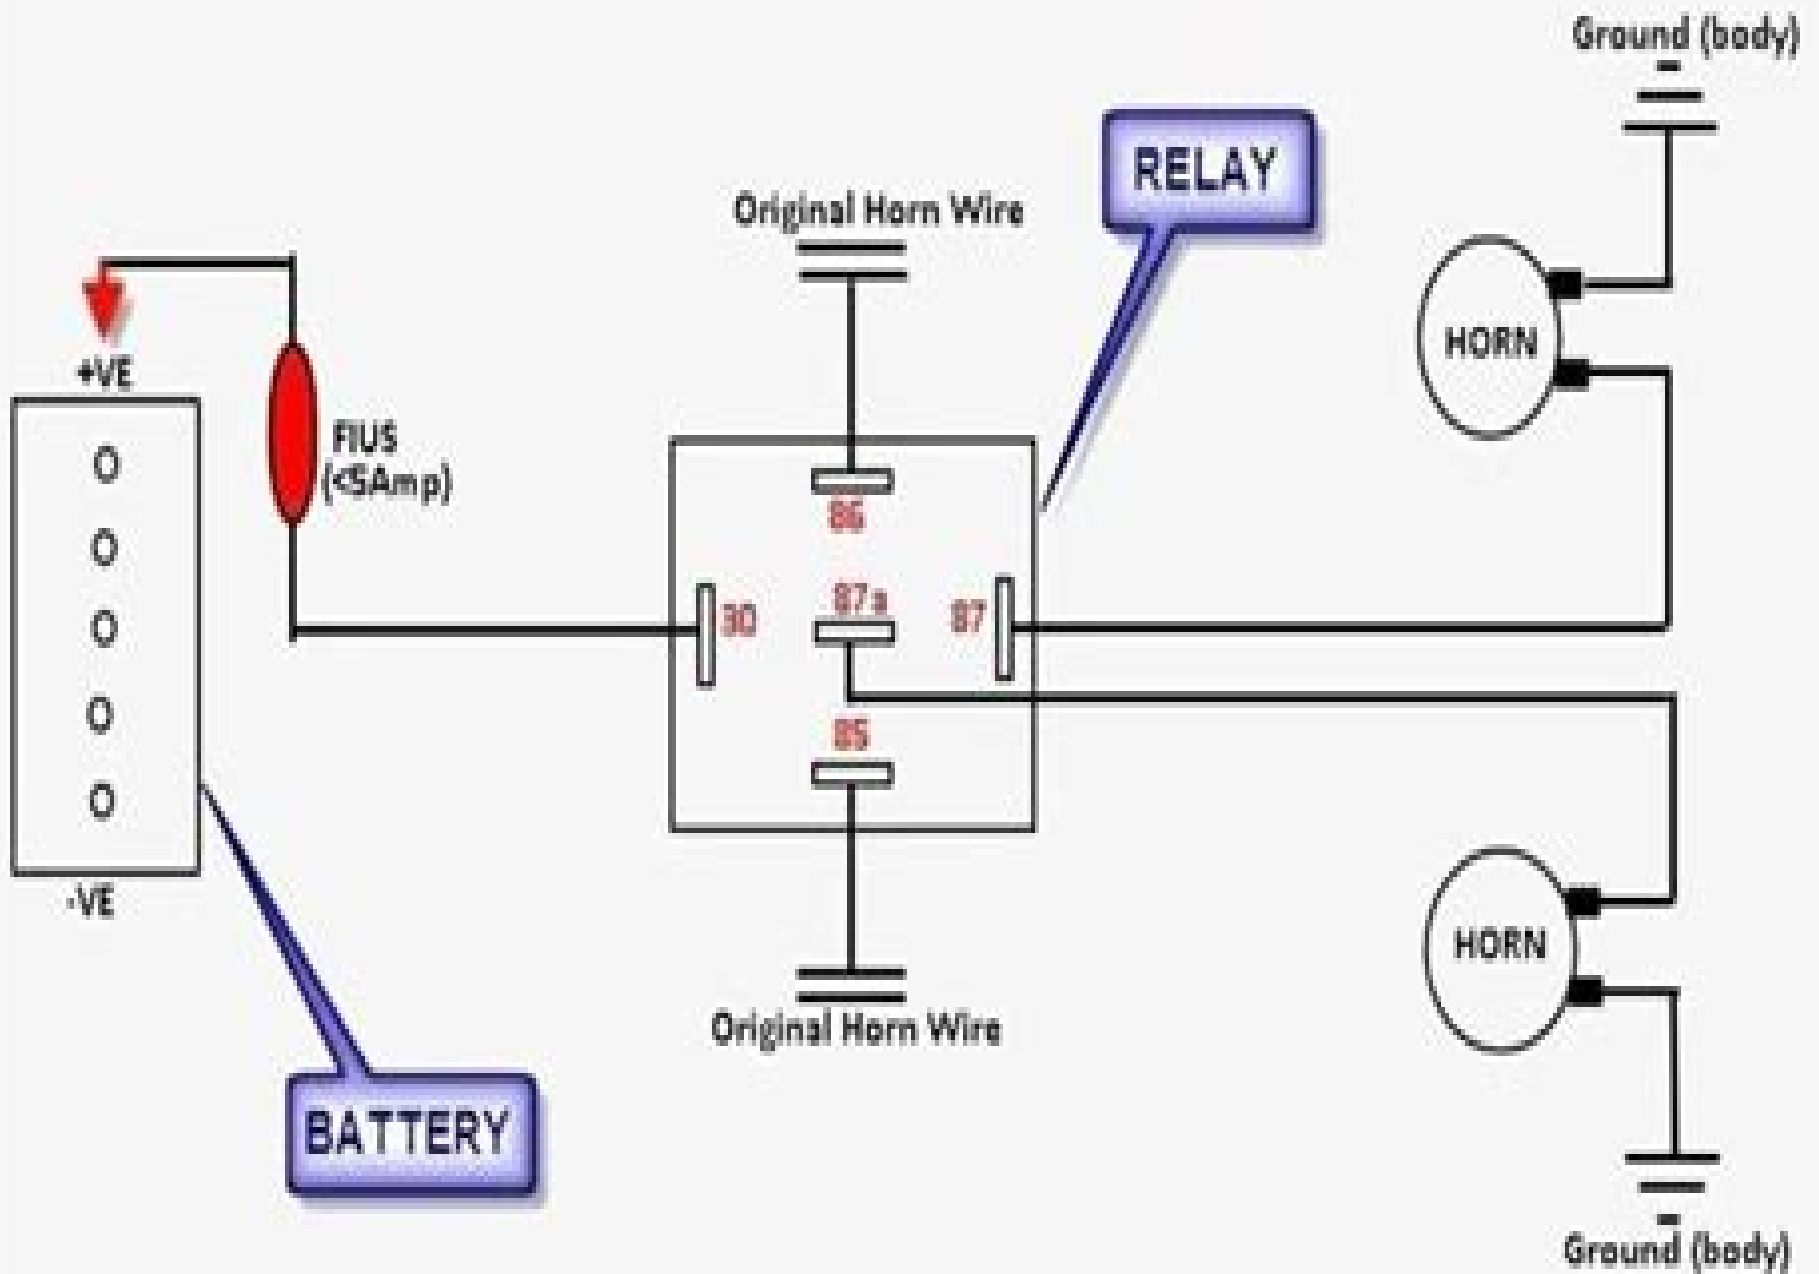 Ground (body)
RELAY
Original Horn Wire
+VE
HORN
FIUS
(<5Amp)
86
87a
30
87
85
-VE
HORN
Original Horn Wire
BATTERY
Ground (body)